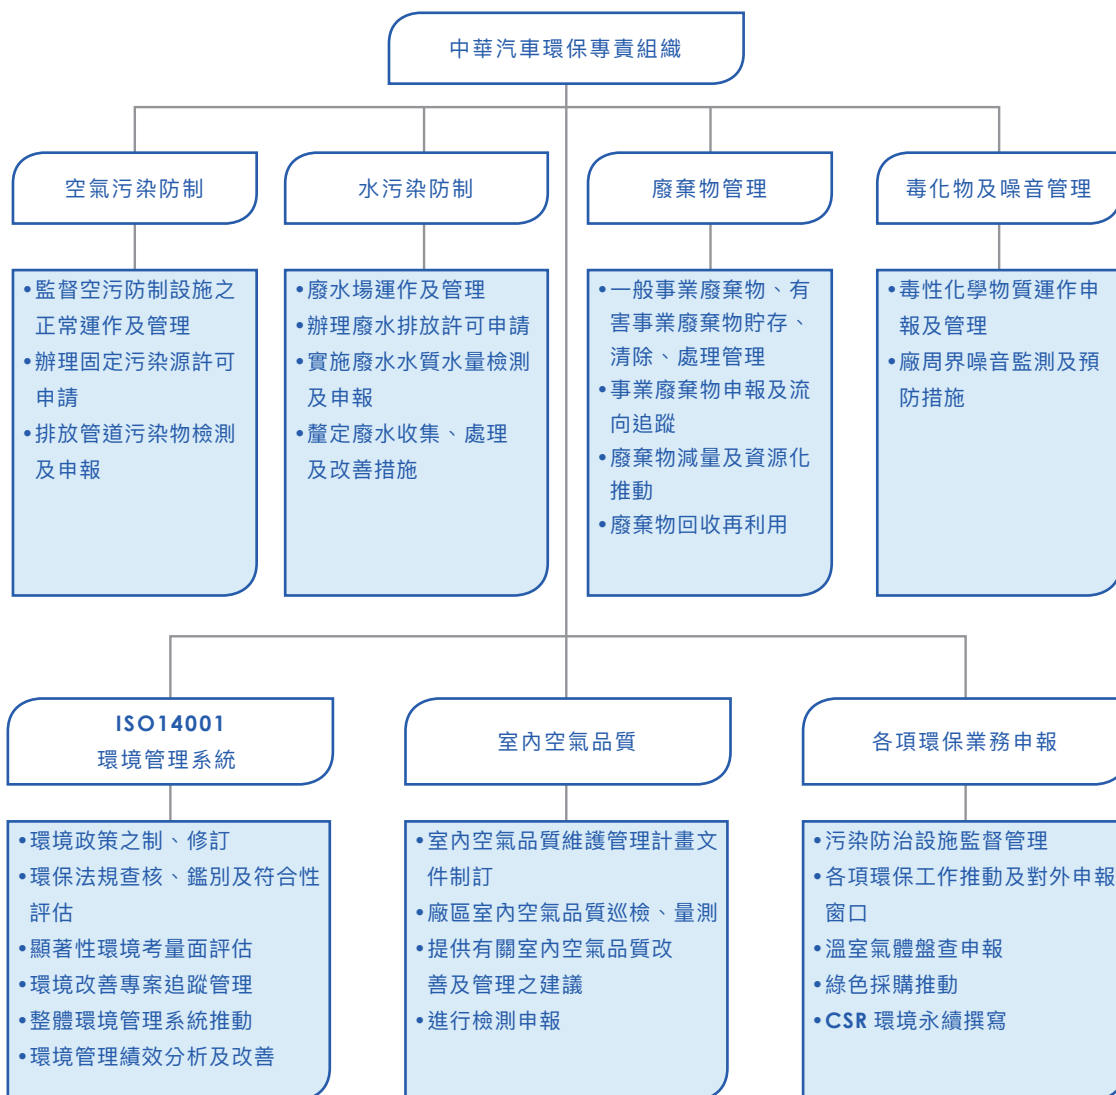 中華汽車環保專責組織
空氣污染防制
水污染防制
廢棄物管理
毒化物及噪音管理
•監督空污防制設施之
正常運作及管理
•辦理固定污染源許可
申請
•排放管道污染物檢測
及申報
•廢水場運作及管理
•辦理廢水排放許可申請
•實施廢水水質水量檢測
及申報
•釐定廢水收集、處理
及改善措施
•一般事業廢棄物、有
害事業廢棄物貯存、
清除、處理管理
•事業廢棄物申報及流
向追蹤
•廢棄物減量及資源化
推動
•廢棄物回收再利用
•毒性化學物質運作申
報及管理
•廠周界噪音監測及預
防措施
ISO14001
環境管理系統
室內空氣品質
各項環保業務申報
•環境政策之制、修訂
•環保法規查核、鑑別及符合性
評估
•顯著性環境考量面評估
•環境改善專案追蹤管理
•整體環境管理系統推動
•環境管理績效分析及改善
•室內空氣品質維護管理計畫文
件制訂
•廠區室內空氣品質巡檢、量測
•提供有關室內空氣品質改
善及管理之建議
•進行檢測申報
•污染防治設施監督管理
•各項環保工作推動及對外申報
窗口
•溫室氣體盤查申報
•綠色採購推動
•CSR 環境永續撰寫